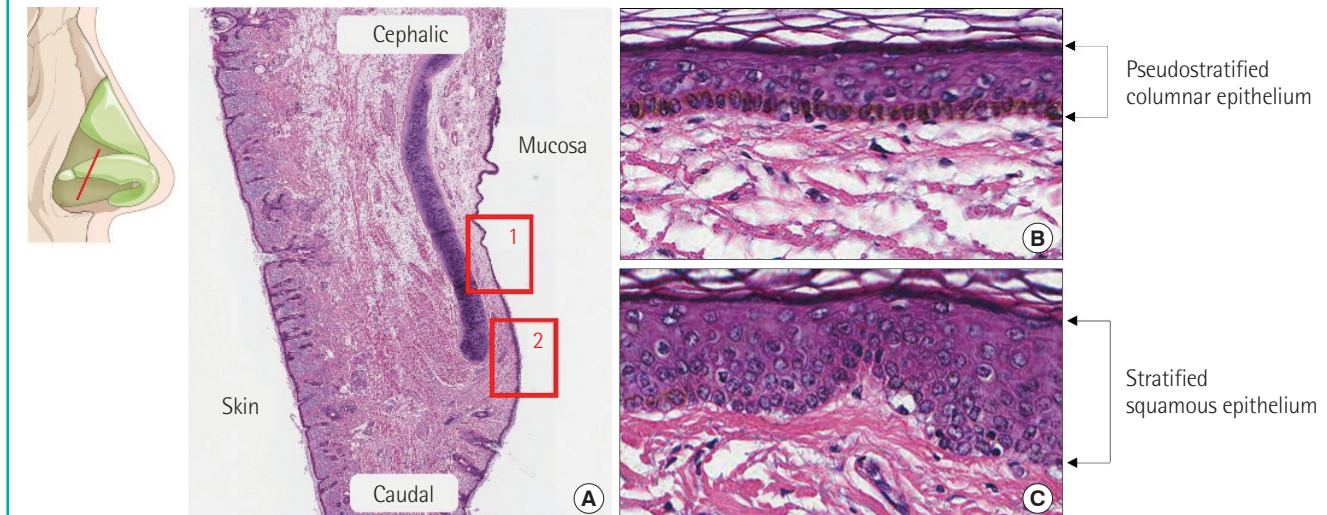 Cephalic
Mucosa
1
2
Skin
Caudal
A
B
Pseudostratified
columnar epithelium
C
Stratified
squamous epithelium